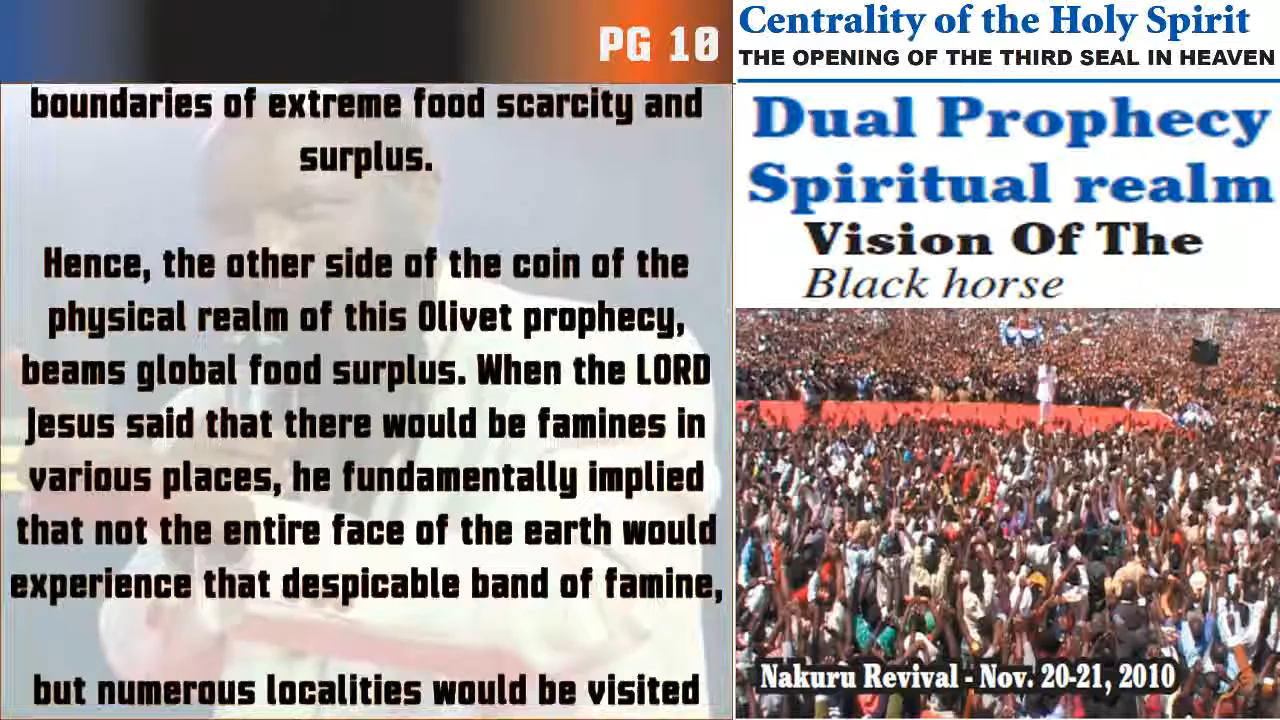 PG 10
boundaries of extreme food scarcity and
surplus.
Hence, the other side of the coin of the
physical realm of this Olivet prophecy,
beams global food surplus. When the LORD
Jesus said that there would be famines in
various places, he fundamentally implied
that not the entire face of the earth would
experience that despicable band of famine,
but numerous localities would be visited
Centrality of the Holy Spirit
THE OPENING OF THE THIRD SEAL IN HEAVEN
Dual Prophecy
Spiritual realm
Vision Of The
Black horse
Nakuru Revival - Nov. 20-21, 2010